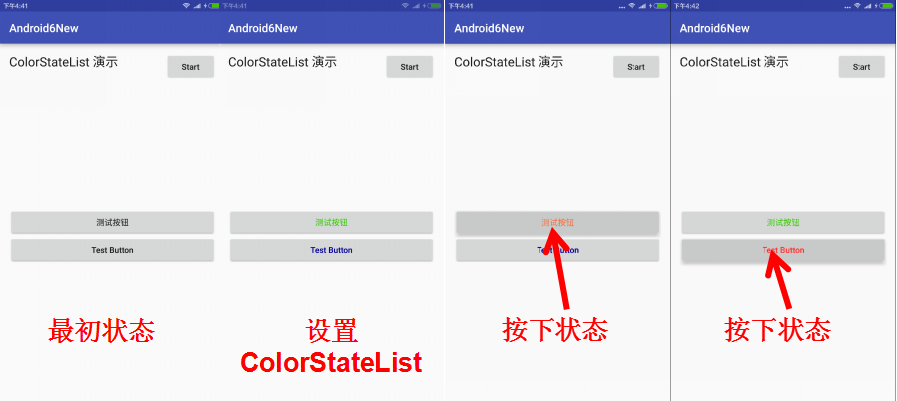 下午4:41
Android6New
ColorStateList 演示
Start
测试按钮
Test Button
最初状态
下午4:41
Android6New
ColorStateList 演示
Start
测试按钮
Test Button
设置
ColorStateList
下午4:41
Android6New
ColorStateList 演示
Start
测试按钮
Test Button
按下状态
下午4:42
Android6New
ColorStateList 演示
Start
测试按钮
Test Button
按下状态